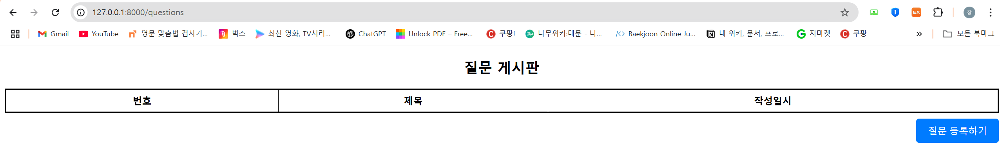 127.0.0.1:8000/questions
EX 장
Gmail YouTube 영문 맞춤법 검사기... 벅스 최신 영화, TV시리... ChatGPT Unlock PDF – Free... 쿠팡! 나무위키:대문 - 나... Baekjoon Online Ju... 내 위키, 문서, 프로... 지마켓 쿠팡 모든 북마크
질문 게시판
번호 제목 작성일시
질문 등록하기